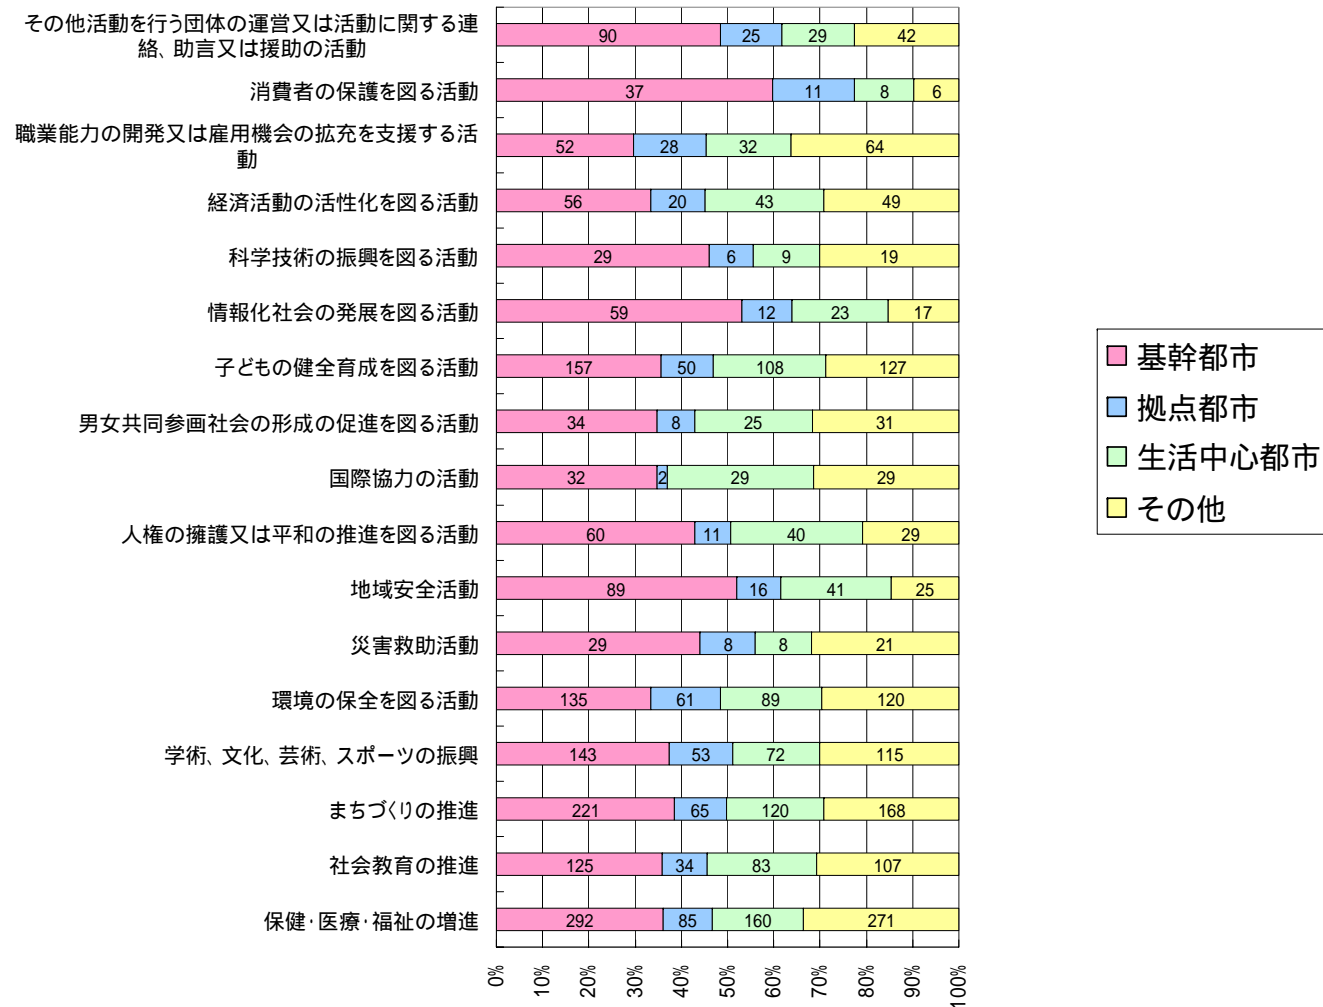 その他活動を行う団体の運営又は活動に関する連
絡、助言又は援助の活動
90 25 29 42
消費者の保護を図る活動
37 11 8 6
職業能力の開発又は雇用機会の拡充を支援する活
動
52 28 32 64
経済活動の活性化を図る活動
56 20 43 49
科学技術の振興を図る活動
29 6 9 19
情報化社会の発展を図る活動
59 12 23 17
子どもの健全育成を図る活動
157 50 108 127
男女共同参画社会の形成の促進を図る活動
34 8 25 31
国際協力の活動
32 2 29 29
人権の擁護又は平和の推進を図る活動
60 11 40 29
地域安全活動
89 16 41 25
災害救助活動
29 8 8 21
環境の保全を図る活動
135 61 89 120
学術、文化、芸術、スポーツの振興
143 53 72 115
まちづくりの推進
221 65 120 168
社会教育の推進
125 34 83 107
保健・医療・福祉の増進
292 85 160 271
0% 10% 20% 30% 40% 50% 60% 70% 80% 90% 100%
基幹都市
拠点都市
生活中心都市
その他